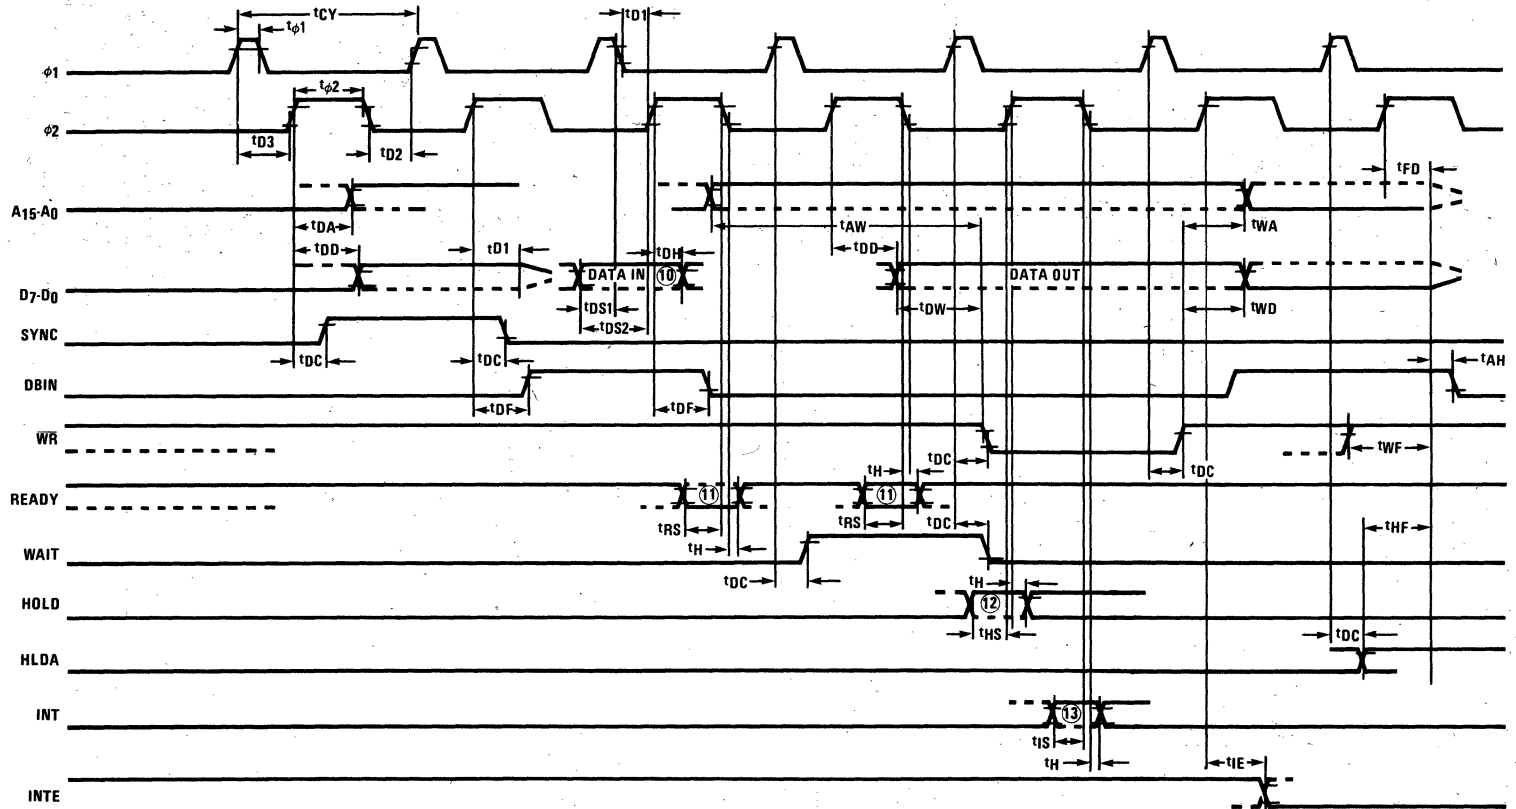 tCY
tφ1
tD1
φ1
tφ2
φ2
tD3
tD2
tFD
A15-A0
tDA
tAW
tWA
tDD
tD1
tDH
tDD
D7-D0
DATA IN
10
DATA OUT
tDS1
tDS2
tDW
tWD
SYNC
tDC
tDC
tAH
DBIN
tDF
tDF
WR
tDC
tDC
tWF
tH
READY
11
11
tRS
tRS
tDC
tH
tHF
WAIT
tDC
tH
HOLD
12
tHS
tDC
HLDA
INT
13
tIS
tH
tIE
INTE